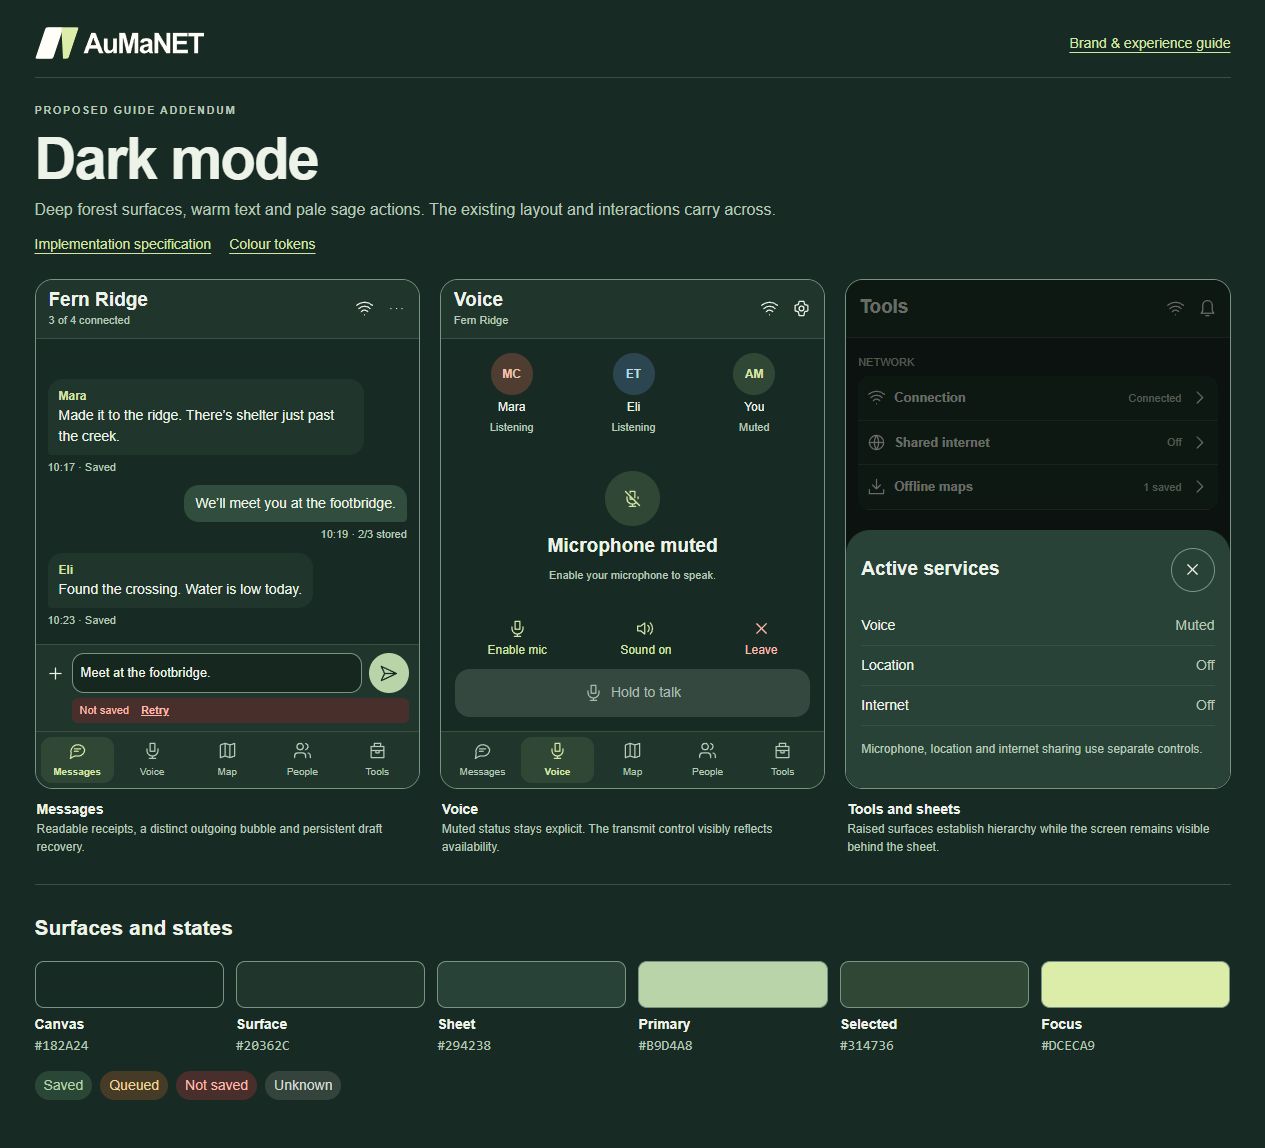 AuMaNET
Brand & experience guide
PROPOSED GUIDE ADDENDUM
Dark mode
Deep forest surfaces, warm text and pale sage actions. The existing layout and interactions carry across.
Implementation specification
Colour tokens
Fern Ridge
3 of 4 connected
Mara
Made it to the ridge. There's shelter just past
the creek.
10:17 · Saved
We'll meet you at the footbridge.
10:19 · 2/3 stored
Eli
Found the crossing. Water is low today.
10:23 · Saved
Meet at the footbridge.
Not saved Retry
Messages Voice Map People Tools
Messages
Readable receipts, a distinct outgoing bubble and persistent draft
recovery.
Voice
Fern Ridge
MC ET AM
Mara Eli You
Listening Listening Muted
Microphone muted
Enable your microphone to speak.
Enable mic Sound on Leave
Hold to talk
Messages Voice Map People Tools
Voice
Muted status stays explicit. The transmit control visibly reflects
availability.
Tools
NETWORK
Connection Connected
Shared internet Off
Offline maps 1 saved
Active services
Voice Muted
Location Off
Internet Off
Microphone, location and internet sharing use separate controls.
Tools and sheets
Raised surfaces establish hierarchy while the screen remains visible
behind the sheet.
Surfaces and states
Canvas Surface Sheet Primary Selected Focus
#182A24 #20362C #294238 #B9D4A8 #314736 #DCECA9
Saved Queued Not saved Unknown